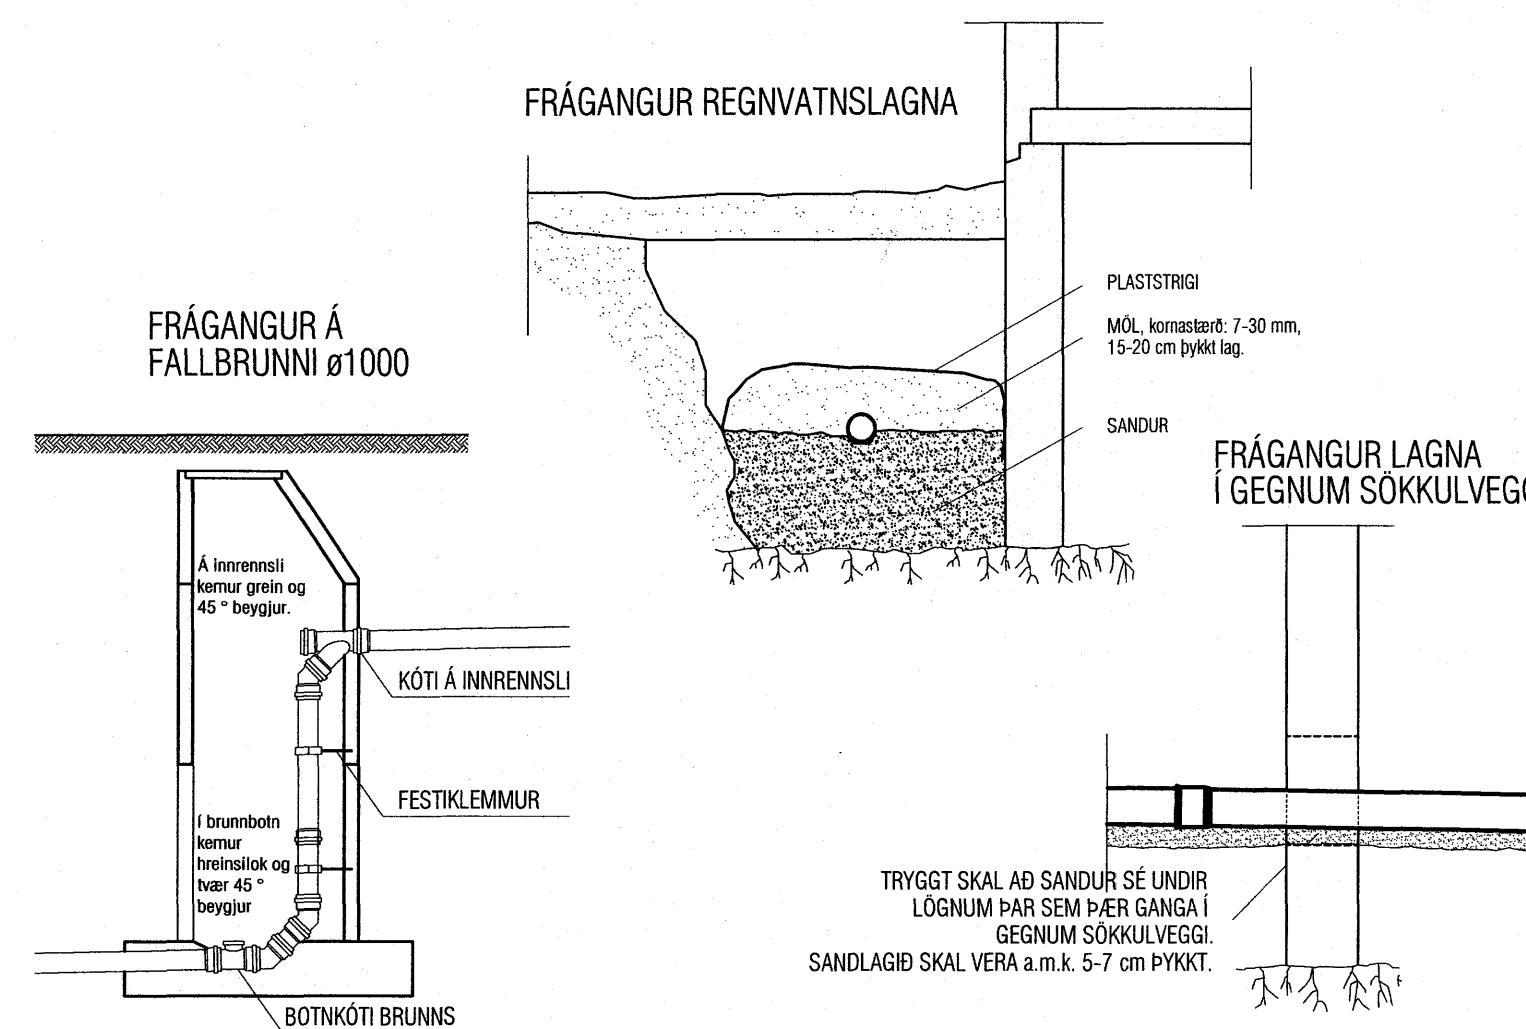 FRÁGANGUR REGNVATNSLAGNA
PLASTSTRIGI
MÖL, kornastærð: 7-30 mm,
15-20 cm þykkt lag.
SANDUR
FRÁGANGUR Á
FALLBRUNNI ø1000
Á innrennsli
kemur grein og
45 ° beygjur.
KÓTI Á INNRENNSLI
FESTIKLEMMUR
Í brunnbotn
kemur
hreinsilok og
tvær 45 °
beygjur
BOTNKÓTI BRUNNS
FRÁGANGUR LAGNA
Í GEGNUM
TRYGGT SKAL AÐ SANDUR SÉ UNDIR
LÖGNUM ÞAR SEM ÞÆR GANGA Í
GEGNUM SÖKKULVEGGI.
SANDLAGIÐ SKAL VERA a.m.k. 5-7 cm ÞYKKT.